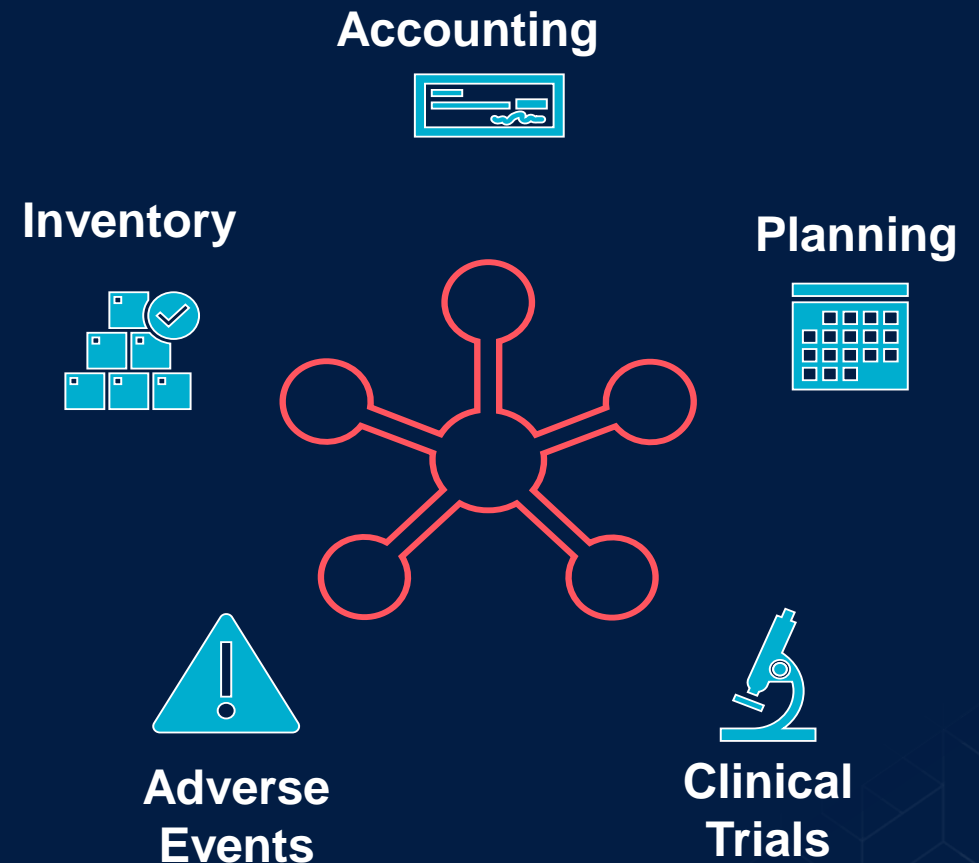 Accounting
Inventory
Planning
Adverse
Events
Clinical
Trials